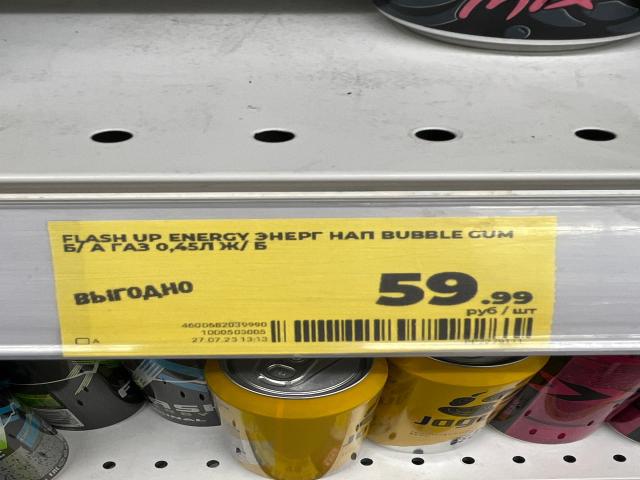 FLASH UP ENERGY ЭНЕРГ НАП BUBBLE GUM
Б/ А ГАЗ 0,45Л Ж/ Б
ВЫГОДНО
59.99
руб / шт
4600682039990
1000503005
27.07.23 13:13
A